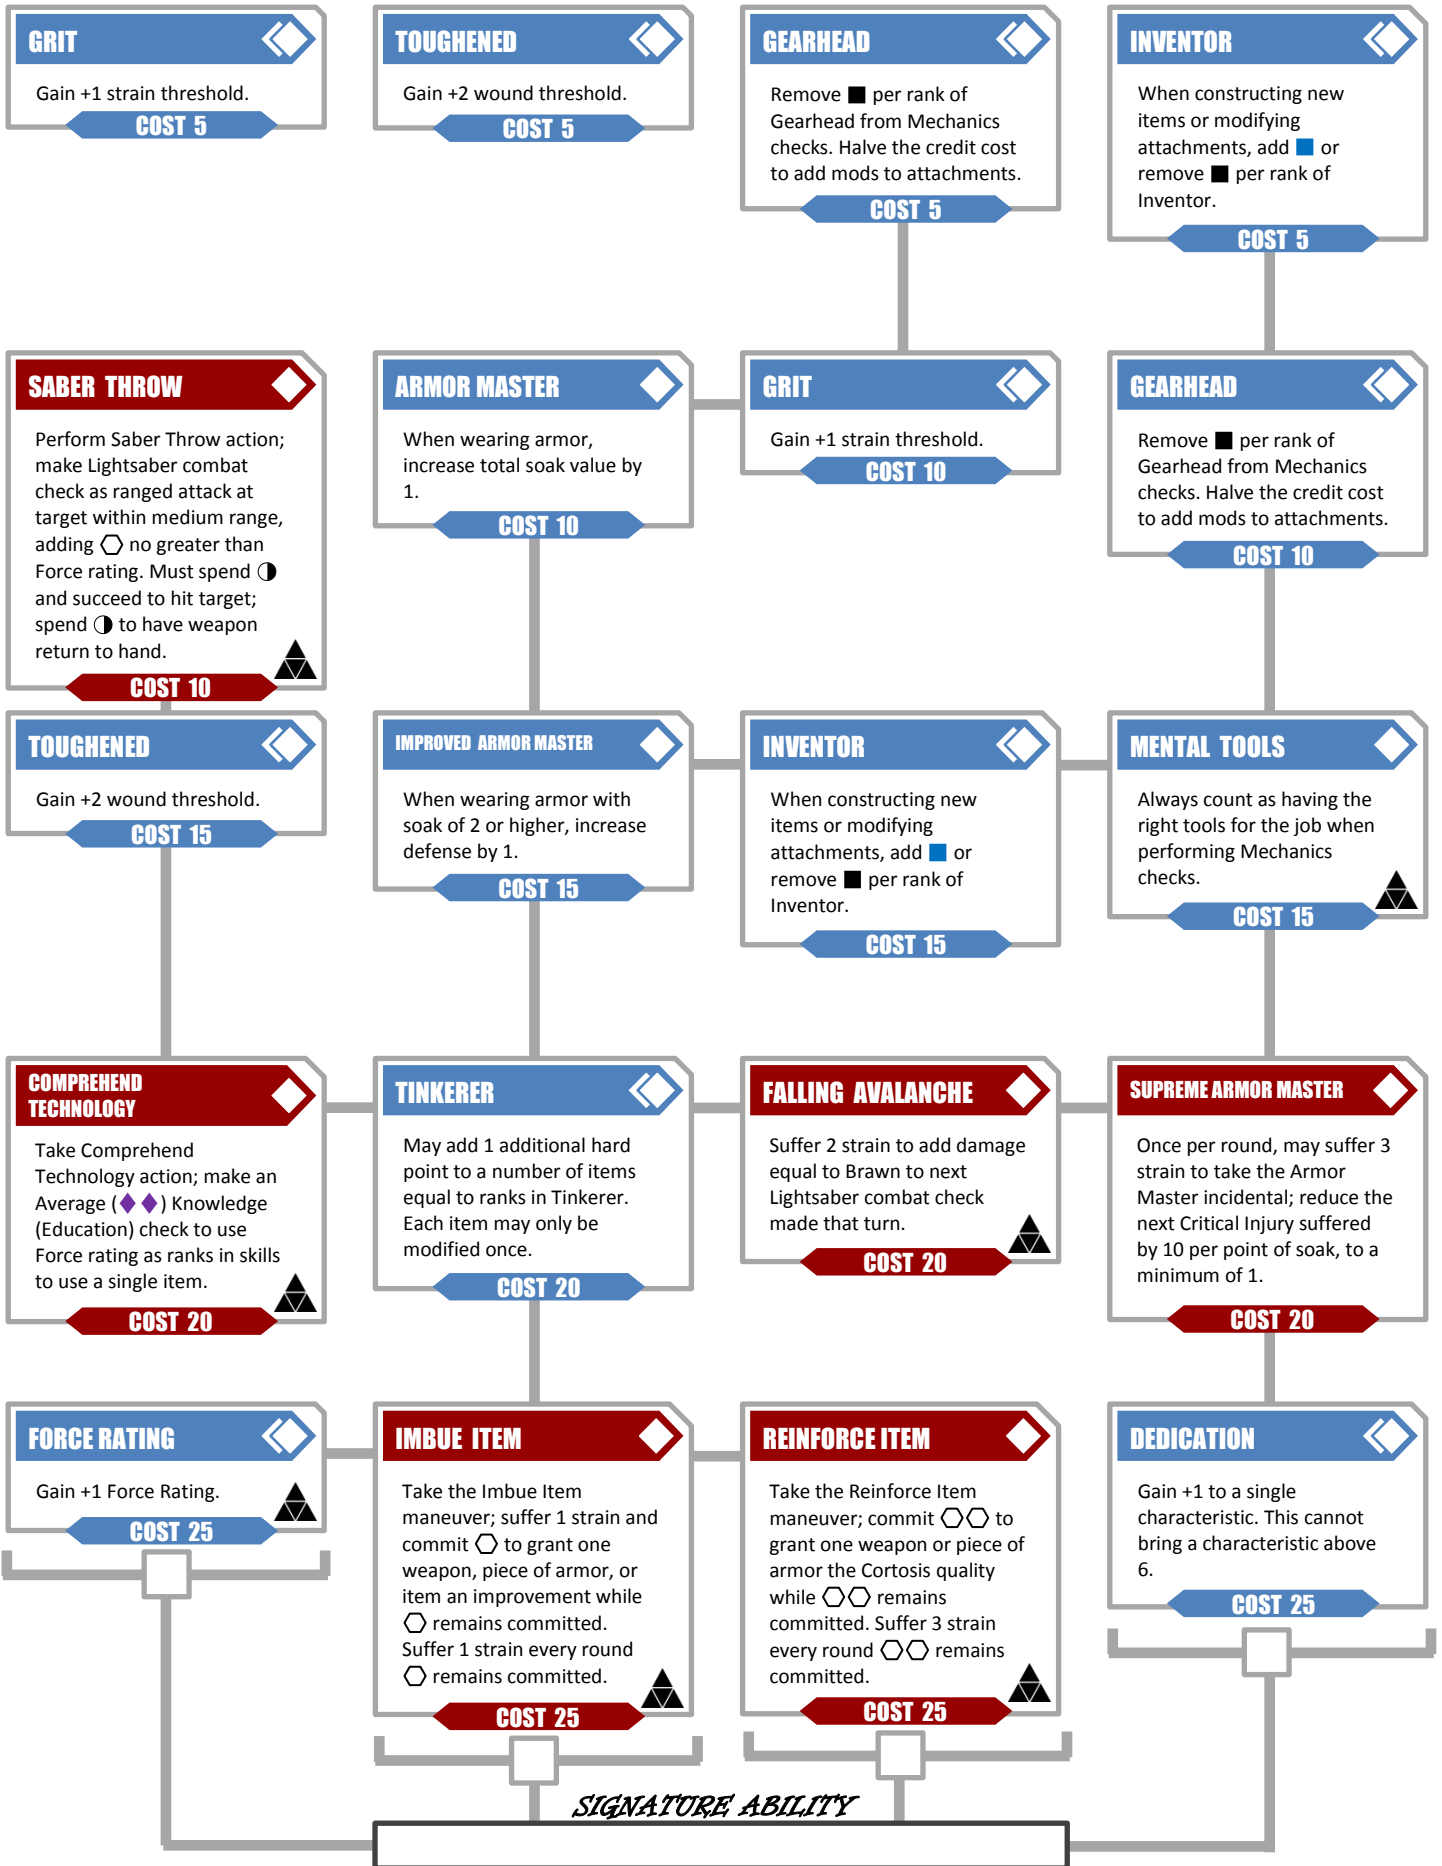 GRIT
Gain +1 strain threshold.
COST 5
TOUGHENED
Gain +2 wound threshold.
COST 5
GEARHEAD
Remove ■ per rank of
Gearhead from Mechanics
checks. Halve the credit cost
to add mods to attachments.
COST 5
INVENTOR
When constructing new
items or modifying
attachments, add ■ or
remove ■ per rank of
Inventor.
COST 5
SABER THROW
Perform Saber Throw action;
make Lightsaber combat
check as ranged attack at
target within medium range,
adding ⬡ no greater than
Force rating. Must spend ◑
and succeed to hit target;
spend ◑ to have weapon
return to hand.
COST 10
ARMOR MASTER
When wearing armor,
increase total soak value by
1.
COST 10
GRIT
Gain +1 strain threshold.
COST 10
GEARHEAD
Remove ■ per rank of
Gearhead from Mechanics
checks. Halve the credit cost
to add mods to attachments.
COST 10
TOUGHENED
Gain +2 wound threshold.
COST 15
IMPROVED ARMOR MASTER
When wearing armor with
soak of 2 or higher, increase
defense by 1.
COST 15
INVENTOR
When constructing new
items or modifying
attachments, add ■ or
remove ■ per rank of
Inventor.
COST 15
MENTAL TOOLS
Always count as having the
right tools for the job when
performing Mechanics
checks.
COST 15
COMPREHEND
TECHNOLOGY
Take Comprehend
Technology action; make an
Average (♦♦) Knowledge
(Education) check to use
Force rating as ranks in skills
to use a single item.
COST 20
TINKERER
May add 1 additional hard
point to a number of items
equal to ranks in Tinkerer.
Each item may only be
modified once.
COST 20
FALLING AVALANCHE
Suffer 2 strain to add damage
equal to Brawn to next
Lightsaber combat check
made that turn.
COST 20
SUPREME ARMOR MASTER
Once per round, may suffer 3
strain to take the Armor
Master incidental; reduce the
next Critical Injury suffered
by 10 per point of soak, to a
minimum of 1.
COST 20
FORCE RATING
Gain +1 Force Rating.
COST 25
IMBUE ITEM
Take the Imbue Item
maneuver; suffer 1 strain and
commit ⬡ to grant one
weapon, piece of armor, or
item an improvement while
⬡ remains committed.
Suffer 1 strain every round
⬡ remains committed.
COST 25
REINFORCE ITEM
Take the Reinforce Item
maneuver; commit ⬡⬡ to
grant one weapon or piece of
armor the Cortosis quality
while ⬡⬡ remains
committed. Suffer 3 strain
every round ⬡⬡ remains
committed.
COST 25
DEDICATION
Gain +1 to a single
characteristic. This cannot
bring a characteristic above
6.
COST 25
SIGNATURE ABILITY